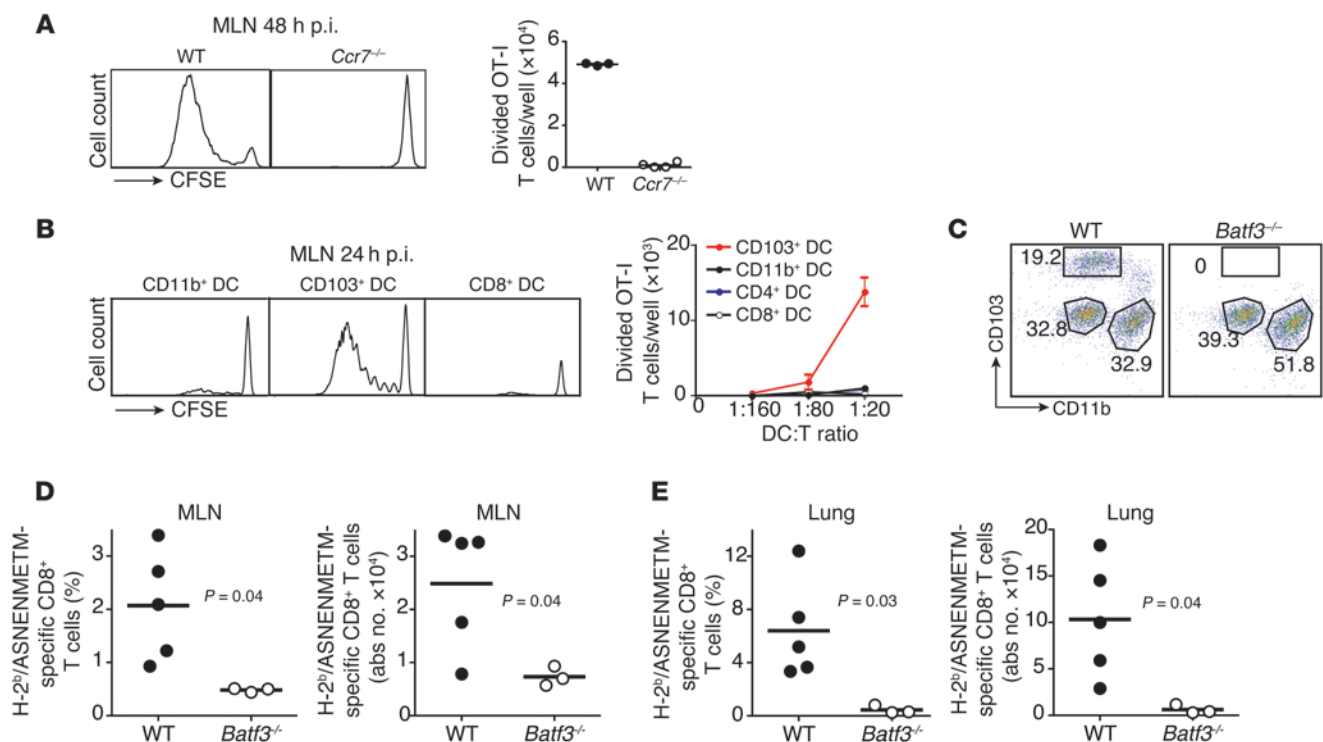 A
MLN 48 h p.i.
WT
Ccr7–/–
Cell count
CFSE
Divided OT-I
T cells/well (×10⁴)
6
4
2
0
WT
Ccr7–/–
B
MLN 24 h p.i.
CD11b⁺ DC
CD103⁺ DC
CD8⁺ DC
Cell count
CFSE
Divided OT-I
T cells/well (×10³)
20
10
0
CD103⁺ DC
CD11b⁺ DC
CD4⁺ DC
CD8⁺ DC
0
1:160
1:80
1:20
DC:T ratio
C
WT
Batf3–/–
19.2
32.8
32.9
0
39.3
51.8
CD103
CD11b
D
MLN
H-2ᵇ/ASNENMETM-
specific CD8⁺
T cells (%)
3
2
1
0
P = 0.04
WT
Batf3-/-
MLN
H-2ᵇ/ASNENMETM-
specific CD8⁺ T cells
(abs no. ×10⁴)
3
2
1
0
P = 0.04
WT
Batf3-/-
E
Lung
H-2ᵇ/ASNENMETM-
specific CD8⁺
T cells (%)
12
8
4
0
P = 0.03
WT
Batf3-/-
Lung
H-2ᵇ/ASNENMETM-
specific CD8⁺ T cells
(abs no. ×10⁴)
20
15
10
5
0
P = 0.04
WT
Batf3-/-